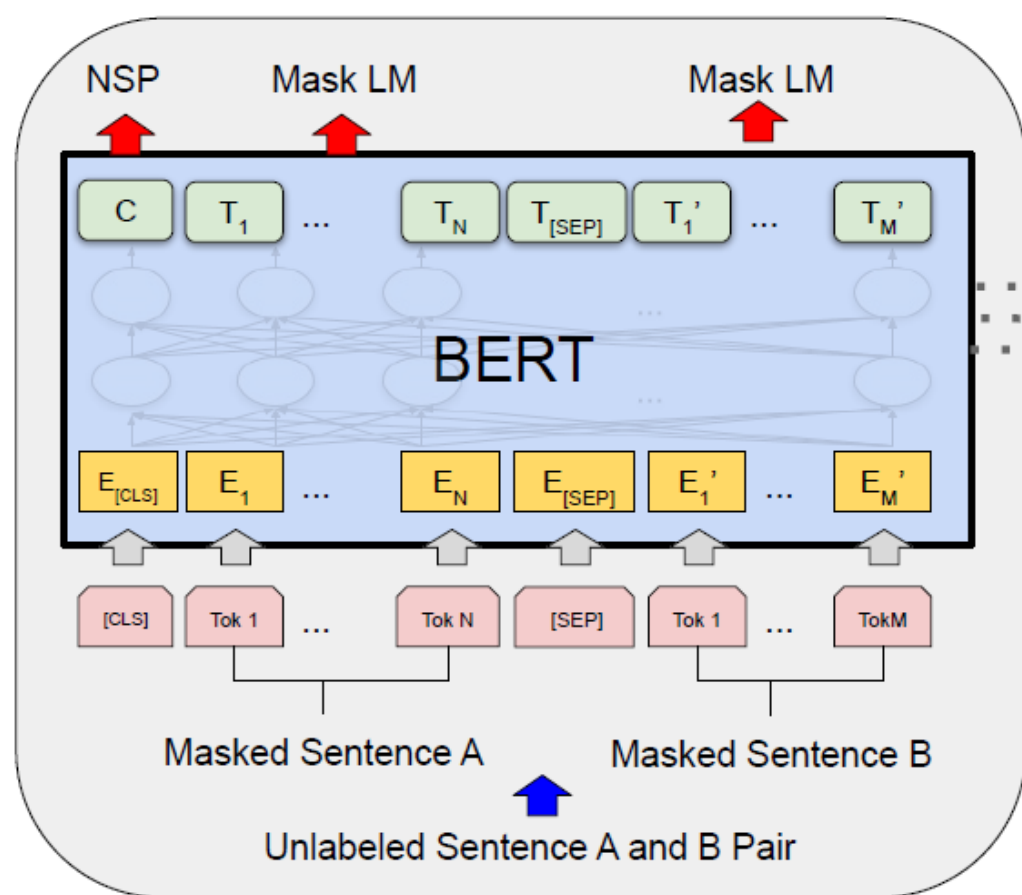 NSP Mask LM Mask LM
C T1 ... TN T[SEP] T1’ ... TM’
...
BERT
...
E[CLS] E1 ... EN E[SEP] E1’ ... EM’
[CLS] Tok 1 ... Tok N [SEP] Tok 1 ... TokM
Masked Sentence A Masked Sentence B
Unlabeled Sentence A and B Pair